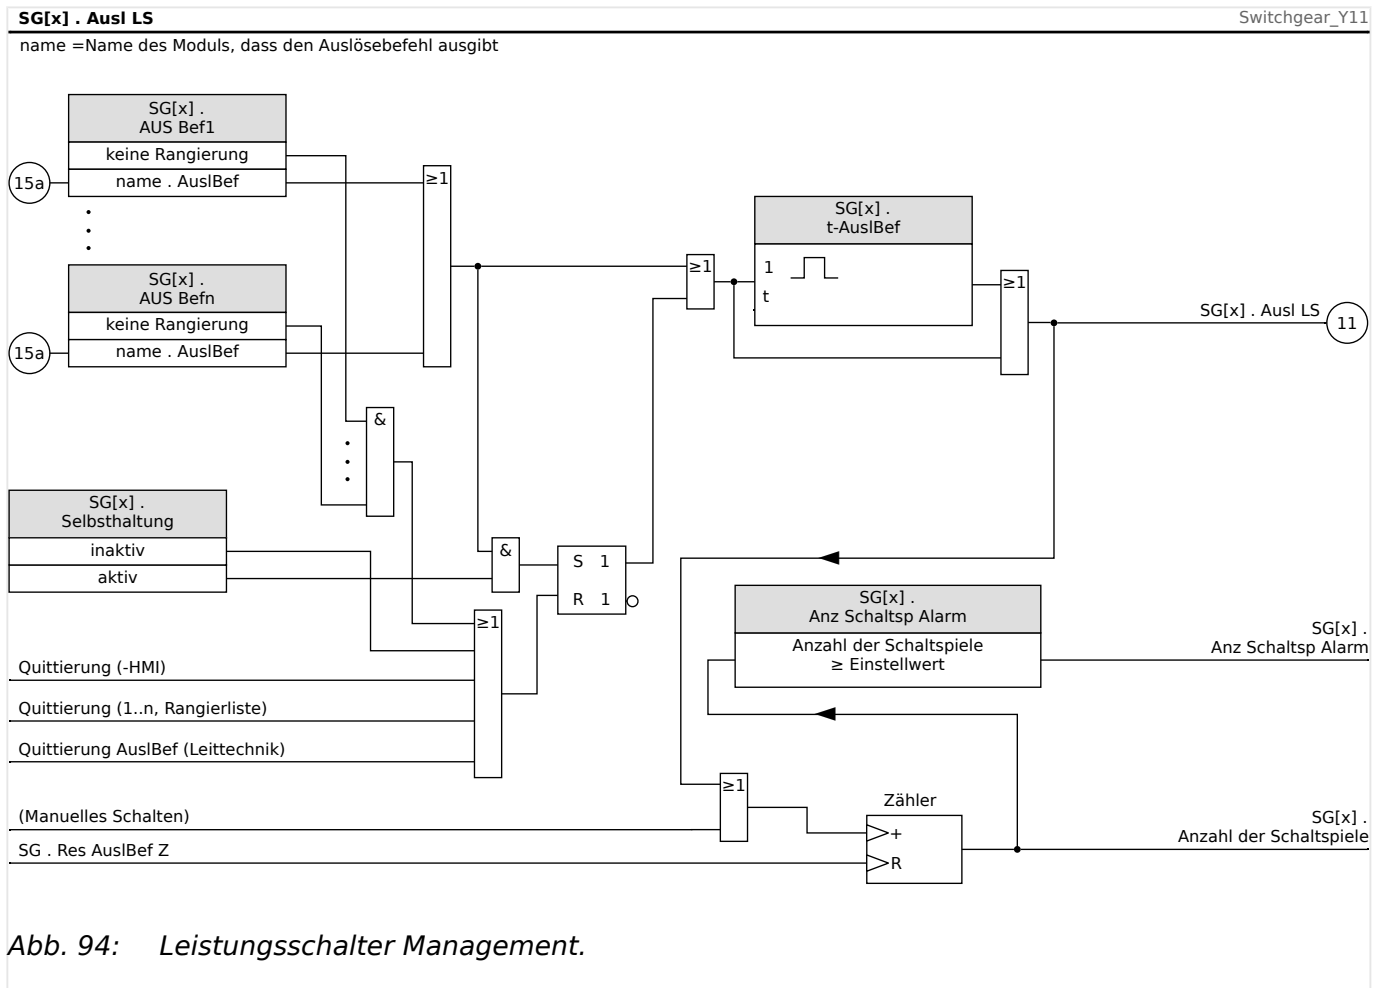 SG[x] . Ausl LS
Switchgear_Y11
name =Name des Moduls, dass den Auslösebefehl ausgibt
SG[x] .
AUS Bef1
keine Rangierung
15a
name . AuslBef
≥1
SG[x] .
t-AuslBef
1
t
≥1
≥1
SG[x] . Ausl LS
11
SG[x] .
AUS Befn
keine Rangierung
15a
name . AuslBef
&
SG[x] .
Selbsthaltung
inaktiv
aktiv
&
S 1
R 1
≥1
SG[x] .
Anz Schaltsp Alarm
Anzahl der Schaltspiele
≥ Einstellwert
SG[x] .
Anz Schaltsp Alarm
Quittierung (-HMI)
Quittierung (1..n, Rangierliste)
Quittierung AuslBef (Leittechnik)
≥1
(Manuelles Schalten)
Zähler
+
R
SG[x] .
Anzahl der Schaltspiele
SG . Res AuslBef Z
Abb. 94: Leistungsschalter Management.